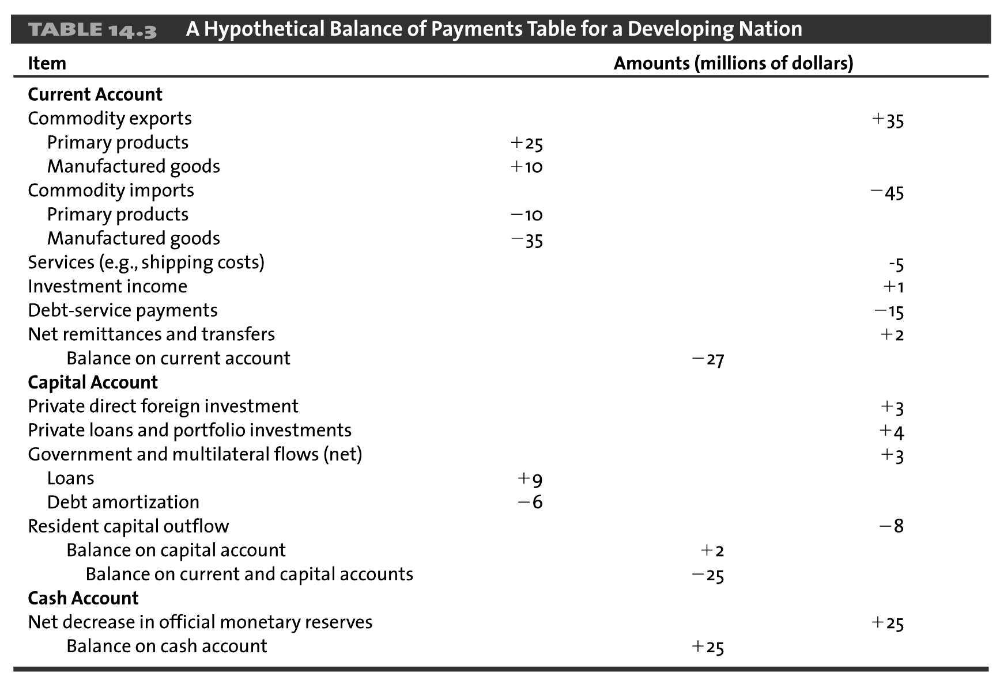 TABLE 14.3 A Hypothetical Balance of Payments Table for a Developing Nation
Item Amounts (millions of dollars)
Current Account
Commodity exports +35
Primary products +25
Manufactured goods +10
Commodity imports −45
Primary products −10
Manufactured goods −35
Services (e.g., shipping costs) -5
Investment income +1
Debt-service payments −15
Net remittances and transfers +2
Balance on current account −27
Capital Account
Private direct foreign investment +3
Private loans and portfolio investments +4
Government and multilateral flows (net) +3
Loans +9
Debt amortization −6
Resident capital outflow −8
Balance on capital account +2
Balance on current and capital accounts −25
Cash Account
Net decrease in official monetary reserves +25
Balance on cash account +25